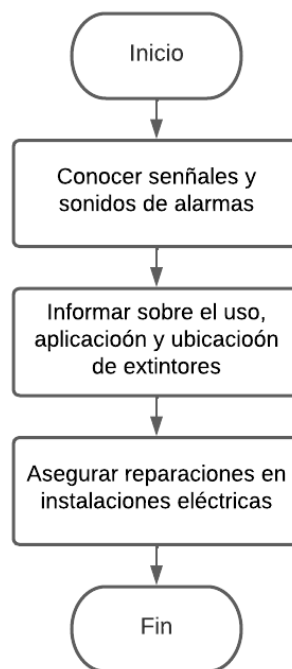 Inicio
Conocer senñales y
sonidos de alarmas
Informar sobre el uso,
aplicacioón y ubicacioón
de extintores
Asegurar reparaciones en
instalaciones eléctricas
Fin